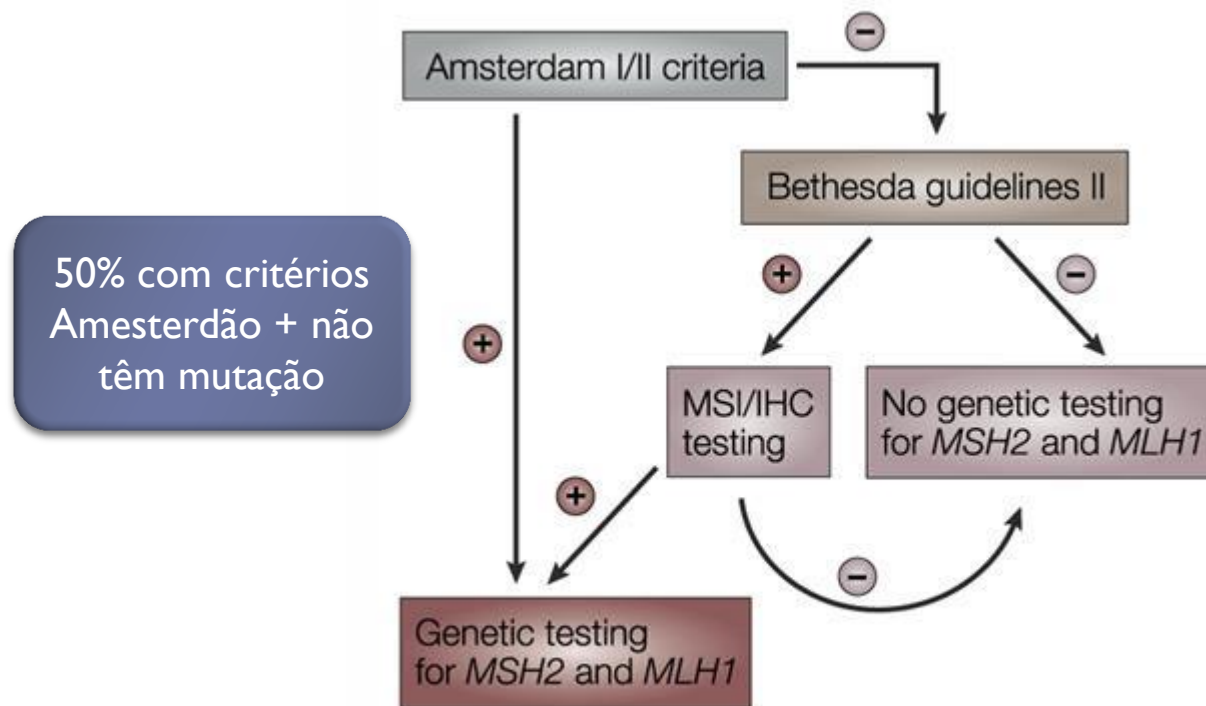 Amsterdam I/II criteria
−
Bethesda guidelines II
50% com critérios
Amesterdão + não
têm mutação
+
+
−
MSI/IHC
testing
No genetic testing
for MSH2 and MLH1
+
−
Genetic testing
for MSH2 and MLH1